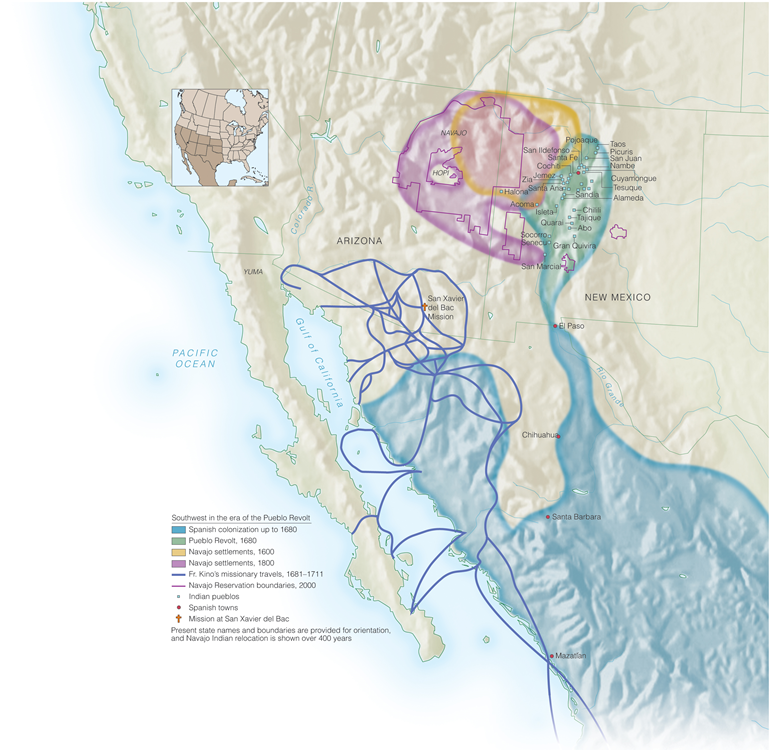 NAVAJO
HOPI
Pojoaque
San Ildefonso
Santa Fe
Cochiti
Jemez
Zia
Santa Ana
Halona
Acoma
Isleta
Quarai
Socorro
Senecu
San Marcial
Taos
Picuris
San Juan
Nambe
Cuyamongue
Tesuque
Alameda
Sandia
Chilili
Tajique
Abo
Gran Quivira
Colorado R.
ARIZONA
YUMA
San Xavier
del Bac
Mission
NEW MEXICO
El Paso
Rio Grande
PACIFIC
OCEAN
Gulf of California
Chihuahua
Santa Barbara
Mazatlan
Southwest in the era of the Pueblo Revolt
Spanish colonization up to 1680
Pueblo Revolt, 1680
Navajo settlements, 1600
Navajo settlements, 1800
Fr. Kino's missionary travels, 1681–1711
Navajo Reservation boundaries, 2000
Indian pueblos
Spanish towns
Mission at San Xavier del Bac
Present state names and boundaries are provided for orientation,
and Navajo Indian relocation is shown over 400 years